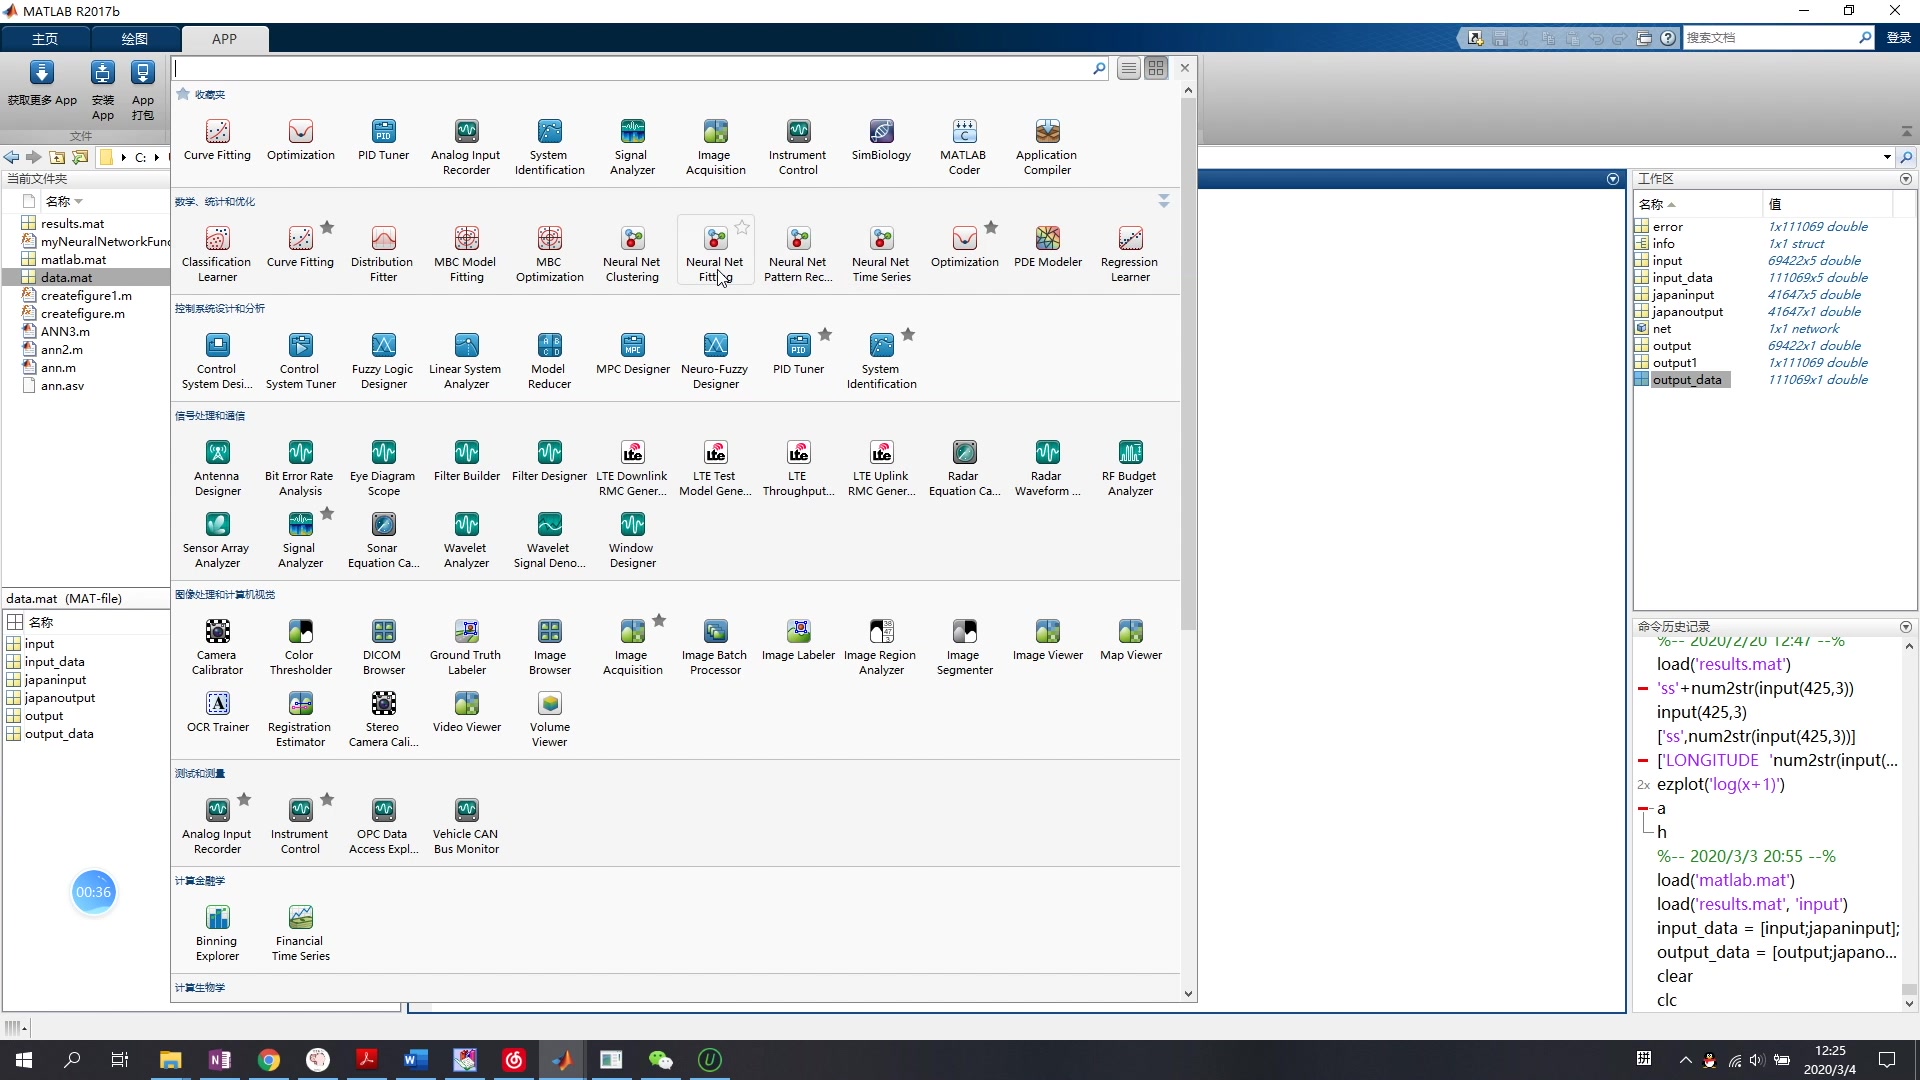 MATLAB R2017b
主页
绘图
APP
搜索文档
登录
获取更多 App
安装
App
App
打包
文件
C:
当前文件夹
名称
results.mat
myNeuralNetworkFunc
matlab.mat
data.mat
createfigure1.m
createfigure.m
ANN3.m
ann2.m
ann.m
ann.asv
data.mat (MAT-file)
名称
input
input_data
japaninput
japanoutput
output
output_data
00:36
收藏夹
Curve Fitting
Optimization
PID Tuner
Analog Input
Recorder
System
Identification
Signal
Analyzer
Image
Acquisition
Instrument
Control
SimBiology
MATLAB
Coder
Application
Compiler
数学、统计和优化
Classification
Learner
Curve Fitting
Distribution
Fitter
MBC Model
Fitting
MBC
Optimization
Neural Net
Clustering
Neural Net
Fitting
Neural Net
Pattern Rec...
Neural Net
Time Series
Optimization
PDE Modeler
Regression
Learner
控制系统设计和分析
Control
System Desi...
Control
System Tuner
Fuzzy Logic
Designer
Linear System
Analyzer
Model
Reducer
MPC Designer
Neuro-Fuzzy
Designer
PID Tuner
System
Identification
信号处理和通信
Antenna
Designer
Bit Error Rate
Analysis
Eye Diagram
Scope
Filter Builder
Filter Designer
LTE Downlink
RMC Gener...
LTE Test
Model Gene...
LTE
Throughput...
LTE Uplink
RMC Gener...
Radar
Equation Ca...
Radar
Waveform ...
RF Budget
Analyzer
Sensor Array
Analyzer
Signal
Analyzer
Sonar
Equation Ca...
Wavelet
Analyzer
Wavelet
Signal Deno...
Window
Designer
图像处理和计算机视觉
Camera
Calibrator
Color
Thresholder
DICOM
Browser
Ground Truth
Labeler
Image
Browser
Image
Acquisition
Image Batch
Processor
Image Labeler
Image Region
Analyzer
Image
Segmenter
Image Viewer
Map Viewer
OCR Trainer
Registration
Estimator
Stereo
Camera Cali...
Video Viewer
Volume
Viewer
测试和测量
Analog Input
Recorder
Instrument
Control
OPC Data
Access Expl...
Vehicle CAN
Bus Monitor
计算金融学
Binning
Explorer
Financial
Time Series
计算生物学
工作区
名称 值
error 1x111069 double
info 1x1 struct
input 69422x5 double
input_data 111069x5 double
japaninput 41647x5 double
japanoutput 41647x1 double
net 1x1 network
output 69422x1 double
output1 1x111069 double
output_data 111069x1 double
命令历史记录
%-- 2020/2/20 12:47 --%
load('results.mat')
'ss'+num2str(input(425,3))
input(425,3)
['ss',num2str(input(425,3))]
['LONGITUDE 'num2str(input(...
2x ezplot('log(x+1)')
a
h
%-- 2020/3/3 20:55 --%
load('matlab.mat')
load('results.mat', 'input')
input_data = [input;japaninput];
output_data = [output;japano...
clear
clc
拼
12:25
2020/3/4